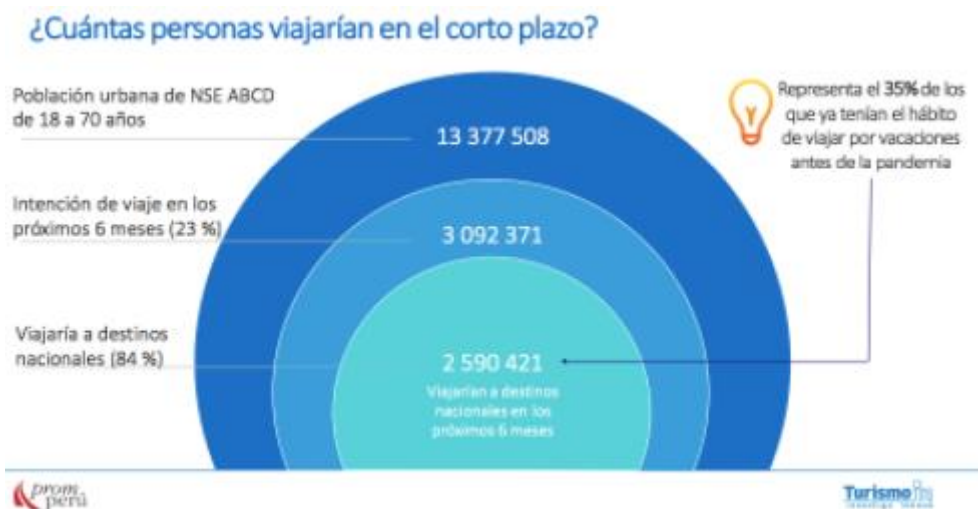 ¿Cuántas personas viajarían en el corto plazo?
Población urbana de NSE ABCD
de 18 a 70 años
13 377 508
Representa el 35% de los
que ya tenían el hábito
de viajar por vacaciones
antes de la pandemia
Intención de viaje en los
próximos 6 meses (23 %)
3 092 371
Viajaría a destinos
nacionales (84 %)
2 590 421
Viajarían a destinos
nacionales en los
próximos 6 meses
prom
perú
Turismo